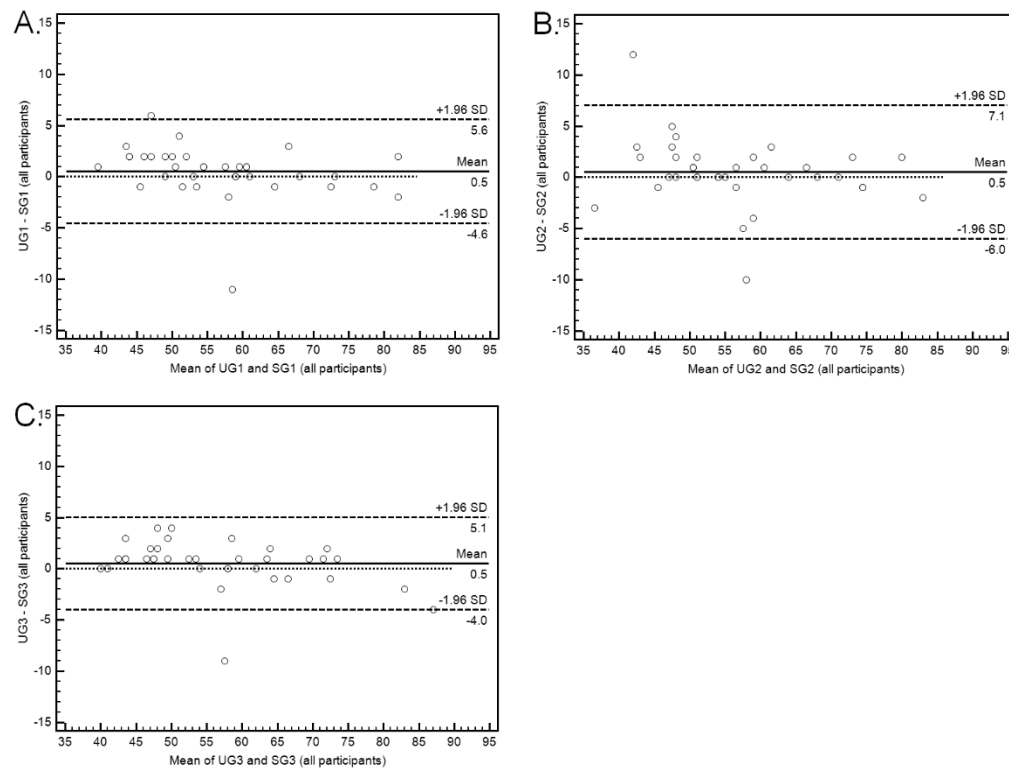 A.
15
10
5
0
-5
-10
-15
UG1 - SG1 (all participants)
+1.96 SD
5.6
Mean
0.5
-1.96 SD
-4.6
35 40 45 50 55 60 65 70 75 80 85 90 95
Mean of UG1 and SG1 (all participants)
B.
15
10
5
0
-5
-10
-15
UG2 - SG2 (all participants)
+1.96 SD
7.1
Mean
0.5
-1.96 SD
-6.0
35 40 45 50 55 60 65 70 75 80 85 90 95
Mean of UG2 and SG2 (all participants)
C.
15
10
5
0
-5
-10
-15
UG3 - SG3 (all participants)
+1.96 SD
5.1
Mean
0.5
-1.96 SD
-4.0
35 40 45 50 55 60 65 70 75 80 85 90 95
Mean of UG3 and SG3 (all participants)